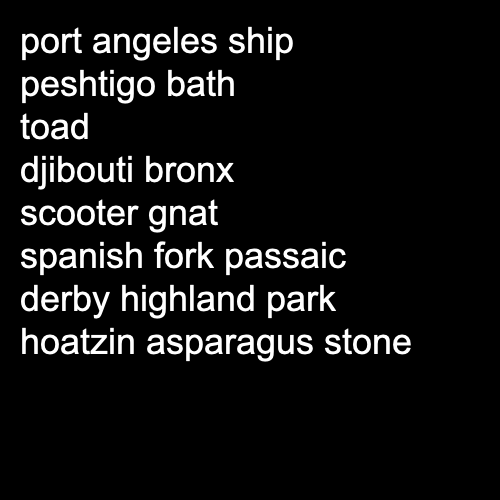 port angeles ship
peshtigo bath
toad
djibouti bronx
scooter gnat
spanish fork passaic
derby highland park
hoatzin asparagus stone